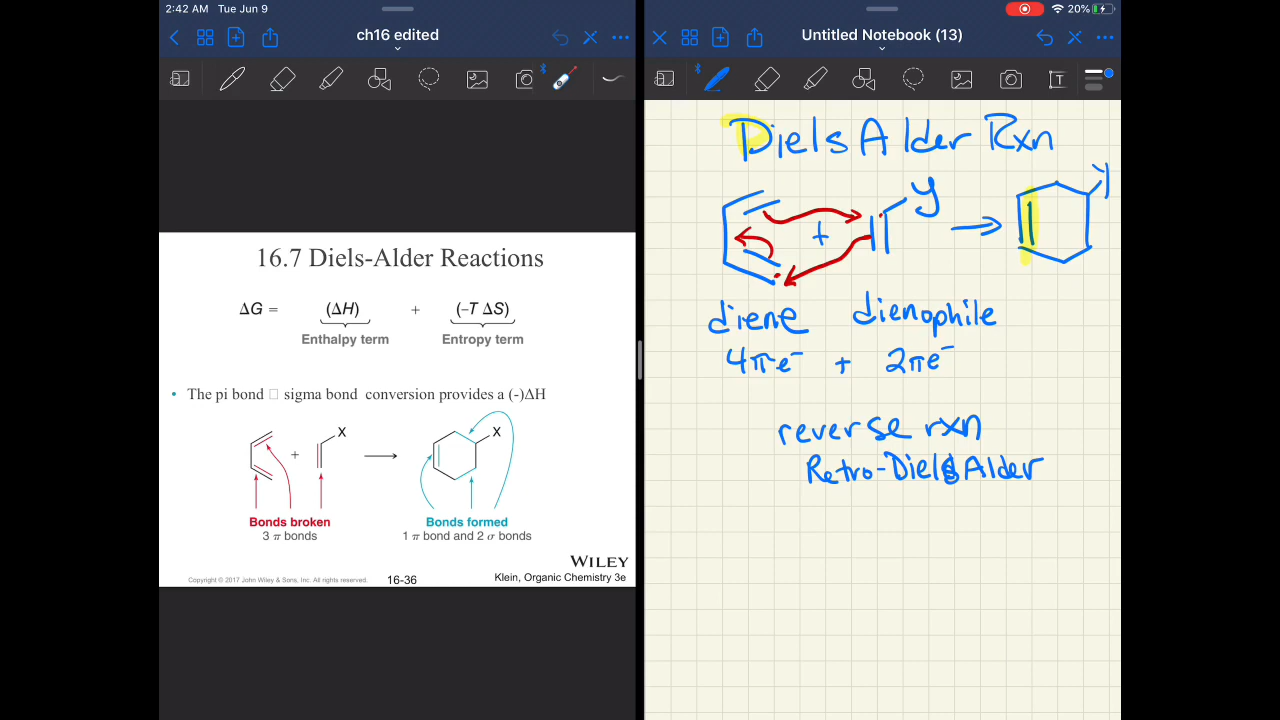 2:42 AM Tue Jun 9
20%
ch16 edited
Untitled Notebook (13)
T
16.7 Diels-Alder Reactions
ΔG = (ΔH) + (–T ΔS)
Enthalpy term Entropy term
• The pi bond □ sigma bond conversion provides a (-)ΔH
X
+
X
Bonds broken Bonds formed
3 π bonds 1 π bond and 2 σ bonds
WILEY
Copyright © 2017 John Wiley & Sons, Inc. All rights reserved. 16-36 Klein, Organic Chemistry 3e
Diels Alder Rxn
+
y
y
diene dienophile
4πe⁻ + 2πe⁻
reverse rxn
Retro-Diels Alder